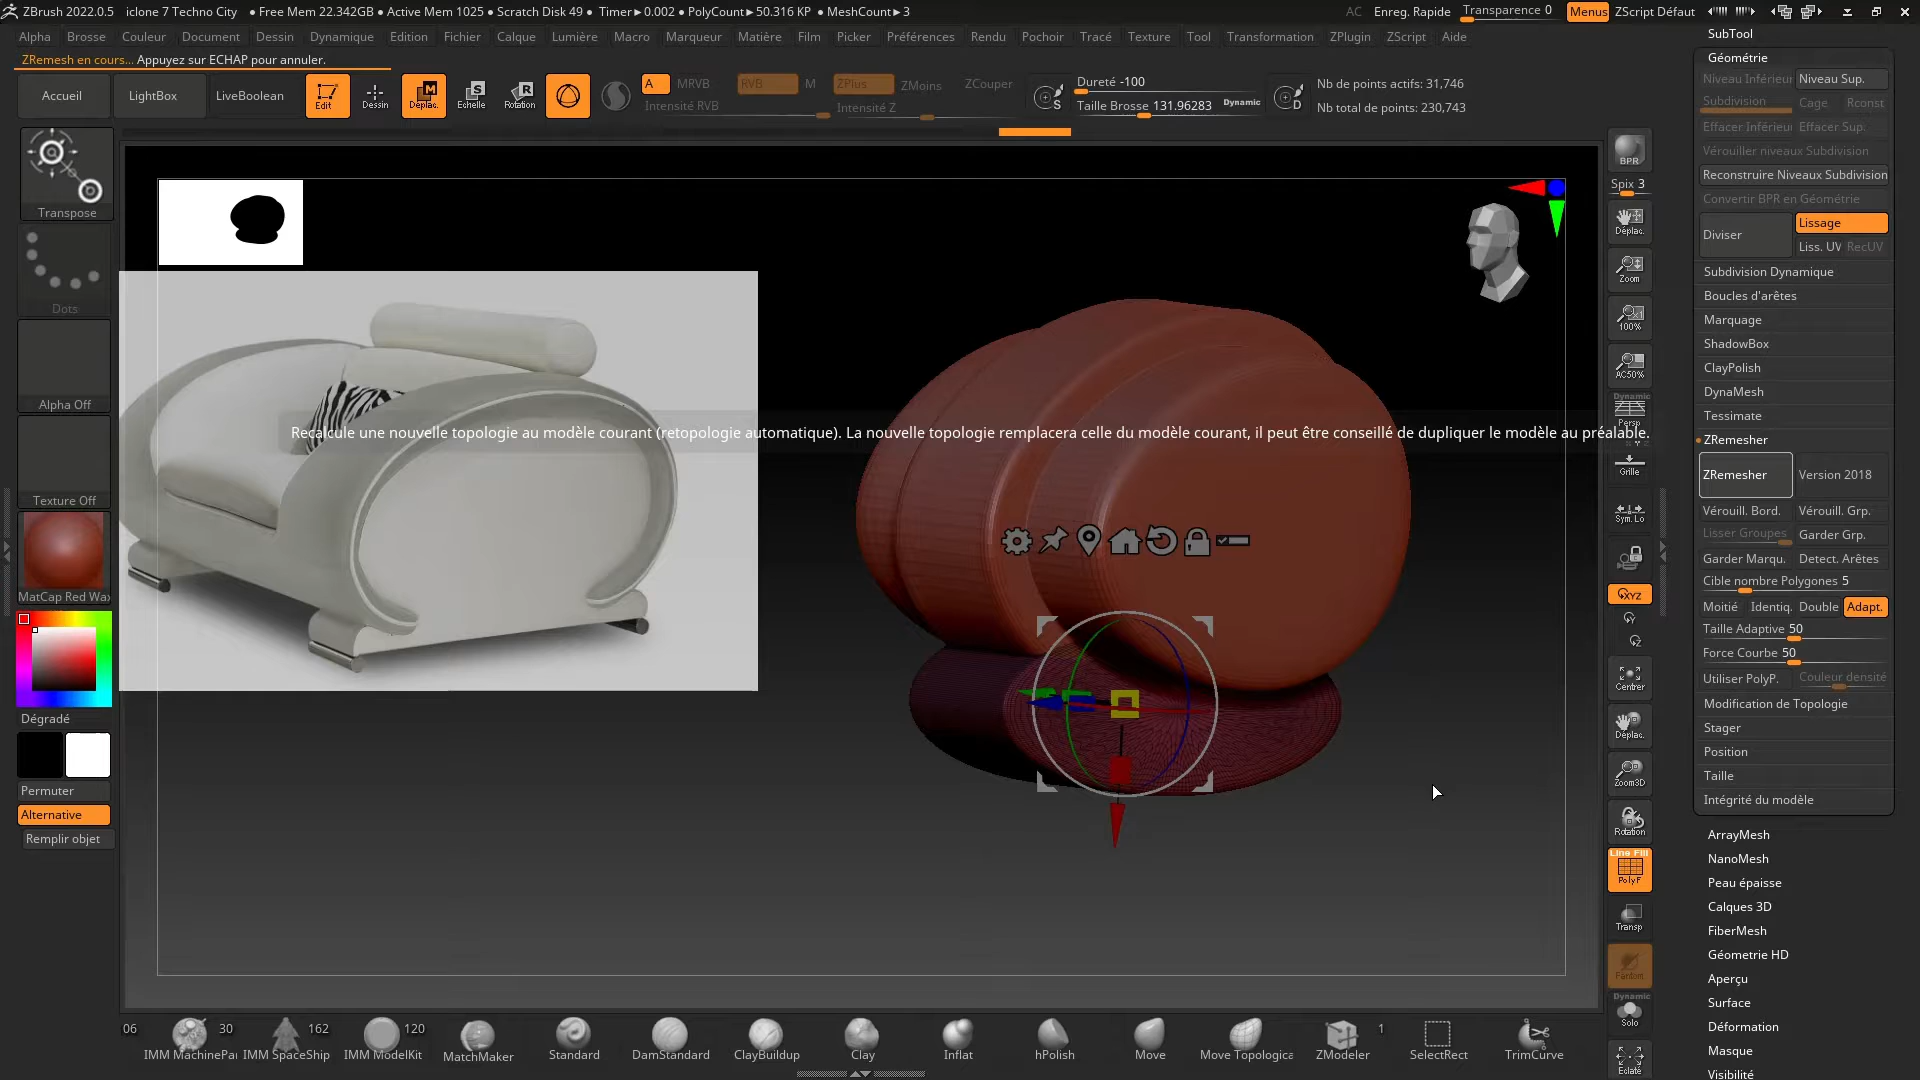 ZBrush 2022.0.5 iclone 7 Techno City ● Free Mem 22.342GB ● Active Mem 1025 ● Scratch Disk 49 ● Timer►0.002 ● PolyCount►50.316 KP ● MeshCount►3 AC Enreg. Rapide Transparence 0 Menus ZScript Défaut
Alpha Brosse Couleur Document Dessin Dynamique Edition Fichier Calque Lumière Macro Marqueur Matière Film Picker Préférences Rendu Pochoir Tracé Texture Tool Transformation ZPlugin ZScript Aide
ZRemesh en cours... Appuyez sur ECHAP pour annuler.
Accueil LightBox LiveBoolean Edit Dessin Déplac. Echelle Rotation
A MRVB RVB M ZPlus ZMoins ZCouper
Intensité RVB Intensité Z
S Dureté -100
Taille Brosse 131.96283 Dynamic D
Nb de points actifs: 31,746
Nb total de points: 230,743
Transpose
Dots
Alpha Off
Texture Off
MatCap Red Wax
Dégradé
Permuter
Alternative
Remplir objet
Recalcule une nouvelle topologie au modèle courant (retopologie automatique). La nouvelle topologie remplacera celle du modèle courant, il peut être conseillé de dupliquer le modèle au préalable.
BPR
Spix 3
Déplac.
Zoom
100%
AC50%
Dynamic
Persp
Grille
Sym. Lo
XYZ
Y
Z
Centrer
Déplac.
Zoom3D
Rotation
Line Fill
PolyF
Transp
Fantom
Dynamic
Solo
Eclaté
SubTool
Géométrie
Niveau Inférieur Niveau Sup.
Subdivision Cage Rconst
Effacer Inférieur Effacer Sup.
Vérouiller niveaux Subdivision
Reconstruire Niveaux Subdivision
Convertir BPR en Géométrie
Diviser Lissage
Liss. UV RecUV
Subdivision Dynamique
Boucles d'arêtes
Marquage
ShadowBox
ClayPolish
DynaMesh
Tessimate
ZRemesher
ZRemesher Version 2018
Vérouill. Bord. Vérouill. Grp.
Lisser Groupes Garder Grp.
Garder Marqu. Detect. Arêtes
Cible nombre Polygones 5
Moitié Identiq. Double Adapt.
Taille Adaptive 50
Force Courbe 50
Utiliser PolyP. Couleur densité
Modification de Topologie
Stager
Position
Taille
Intégrité du modèle
ArrayMesh
NanoMesh
Peau épaisse
Calques 3D
FiberMesh
Géometrie HD
Aperçu
Surface
Déformation
Masque
Visibilité
06 30 162 120 1
IMM MachinePar IMM SpaceShip IMM ModelKit MatchMaker Standard DamStandard ClayBuildup Clay Inflat hPolish Move Move Topologica ZModeler SelectRect TrimCurve